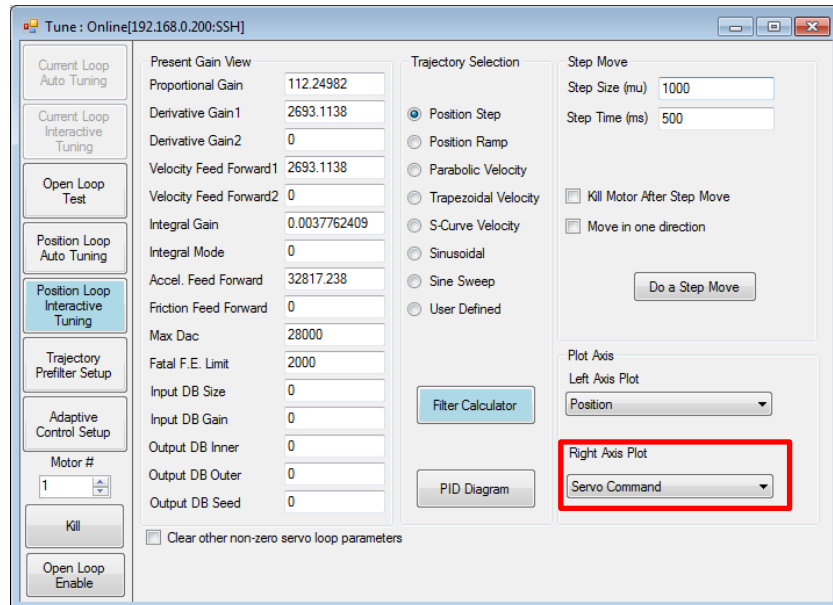 Tune : Online[192.168.0.200:SSH]
Current Loop
Auto Tuning
Current Loop
Interactive
Tuning
Open Loop
Test
Position Loop
Auto Tuning
Position Loop
Interactive
Tuning
Trajectory
Prefilter Setup
Adaptive
Control Setup
Motor #
1
Kill
Open Loop
Enable
Present Gain View
Proportional Gain 112.24982
Derivative Gain1 2693.1138
Derivative Gain2 0
Velocity Feed Forward1 2693.1138
Velocity Feed Forward2 0
Integral Gain 0.0037762409
Integral Mode 0
Accel. Feed Forward 32817.238
Friction Feed Forward 0
Max Dac 28000
Fatal F.E. Limit 2000
Input DB Size 0
Input DB Gain 0
Output DB Inner 0
Output DB Outer 0
Output DB Seed 0
Clear other non-zero servo loop parameters
Trajectory Selection
Position Step
Position Ramp
Parabolic Velocity
Trapezoidal Velocity
S-Curve Velocity
Sinusoidal
Sine Sweep
User Defined
Filter Calculator
PID Diagram
Step Move
Step Size (mu) 1000
Step Time (ms) 500
Kill Motor After Step Move
Move in one direction
Do a Step Move
Plot Axis
Left Axis Plot
Position
Right Axis Plot
Servo Command